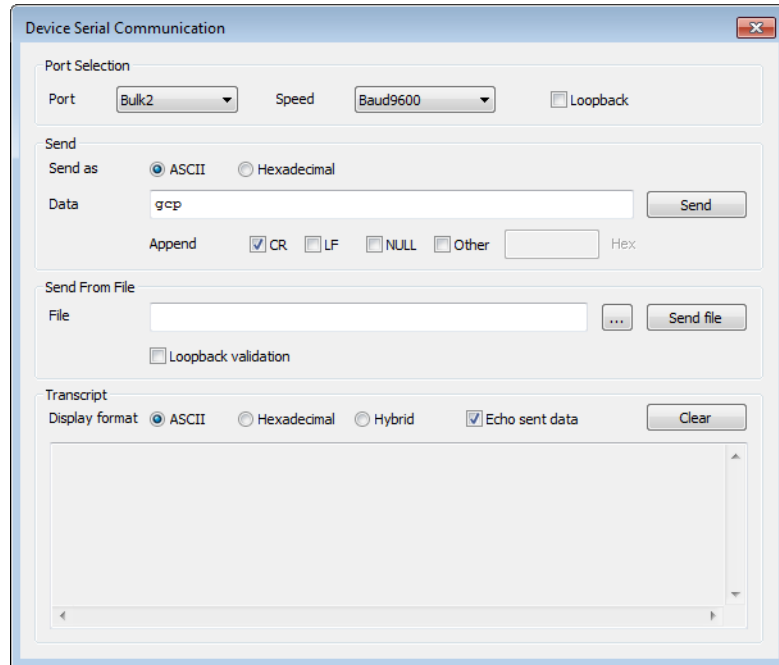 Device Serial Communication
Port Selection
Port Bulk2 Speed Baud9600 Loopback
Send
Send as ASCII Hexadecimal
Data gcp Send
Append CR LF NULL Other Hex
Send From File
File ... Send file
Loopback validation
Transcript
Display format ASCII Hexadecimal Hybrid Echo sent data Clear